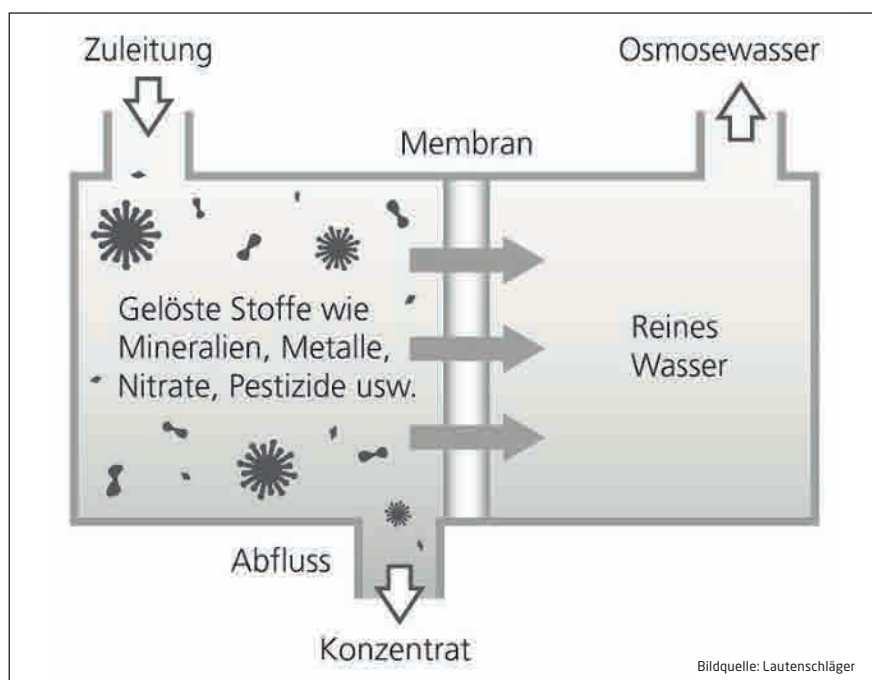 Zuleitung
Osmosewasser
Membran
Gelöste Stoffe wie
Mineralien, Metalle,
Nitrate, Pestizide usw.
Reines
Wasser
Abfluss
Konzentrat
Bildquelle: Lautenschläger